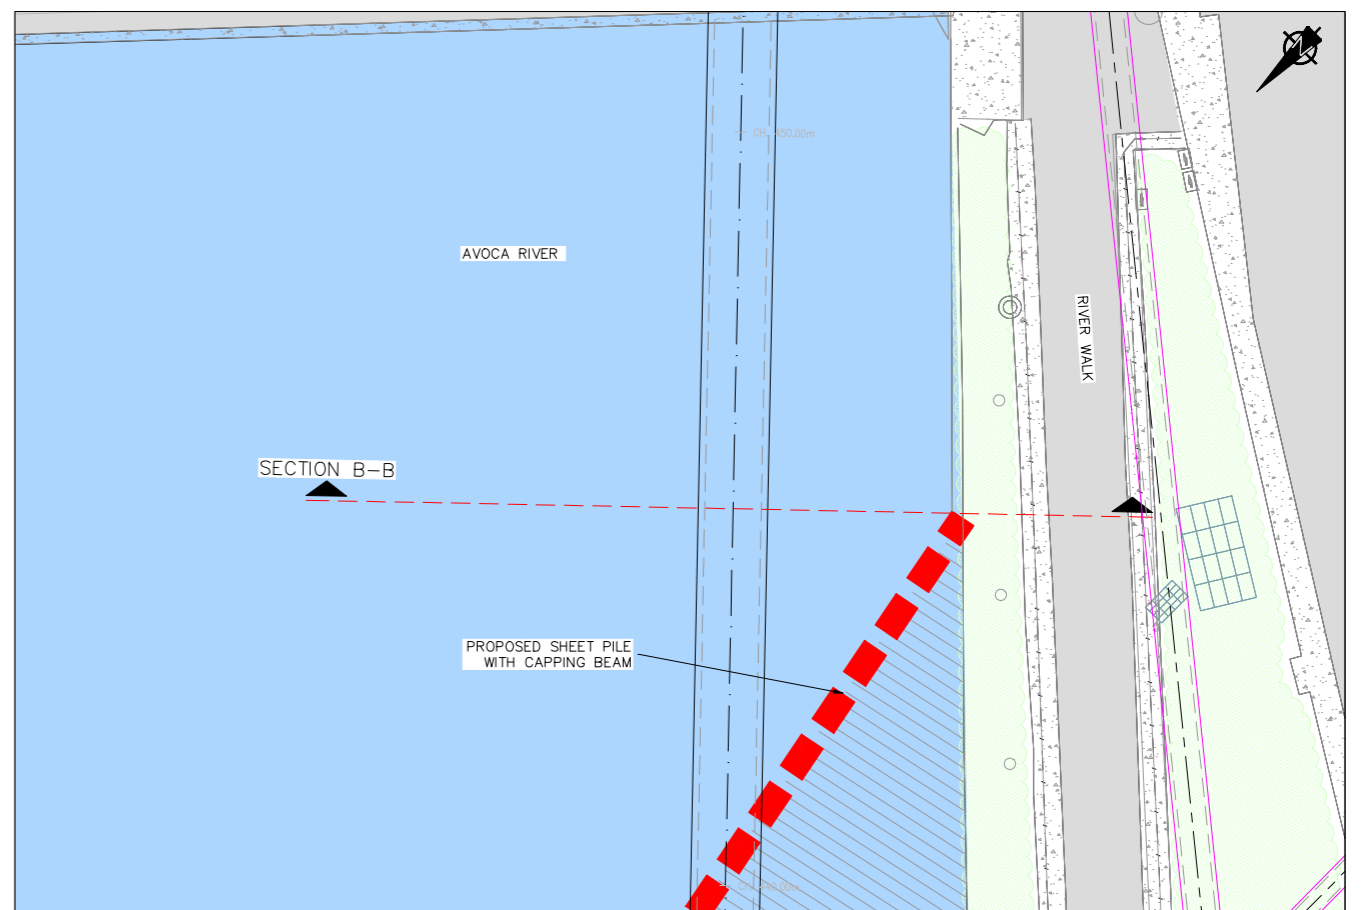 AVOCA RIVER
RIVER WALK
SECTION B-B
PROPOSED SHEET PILE
WITH CAPPING BEAM